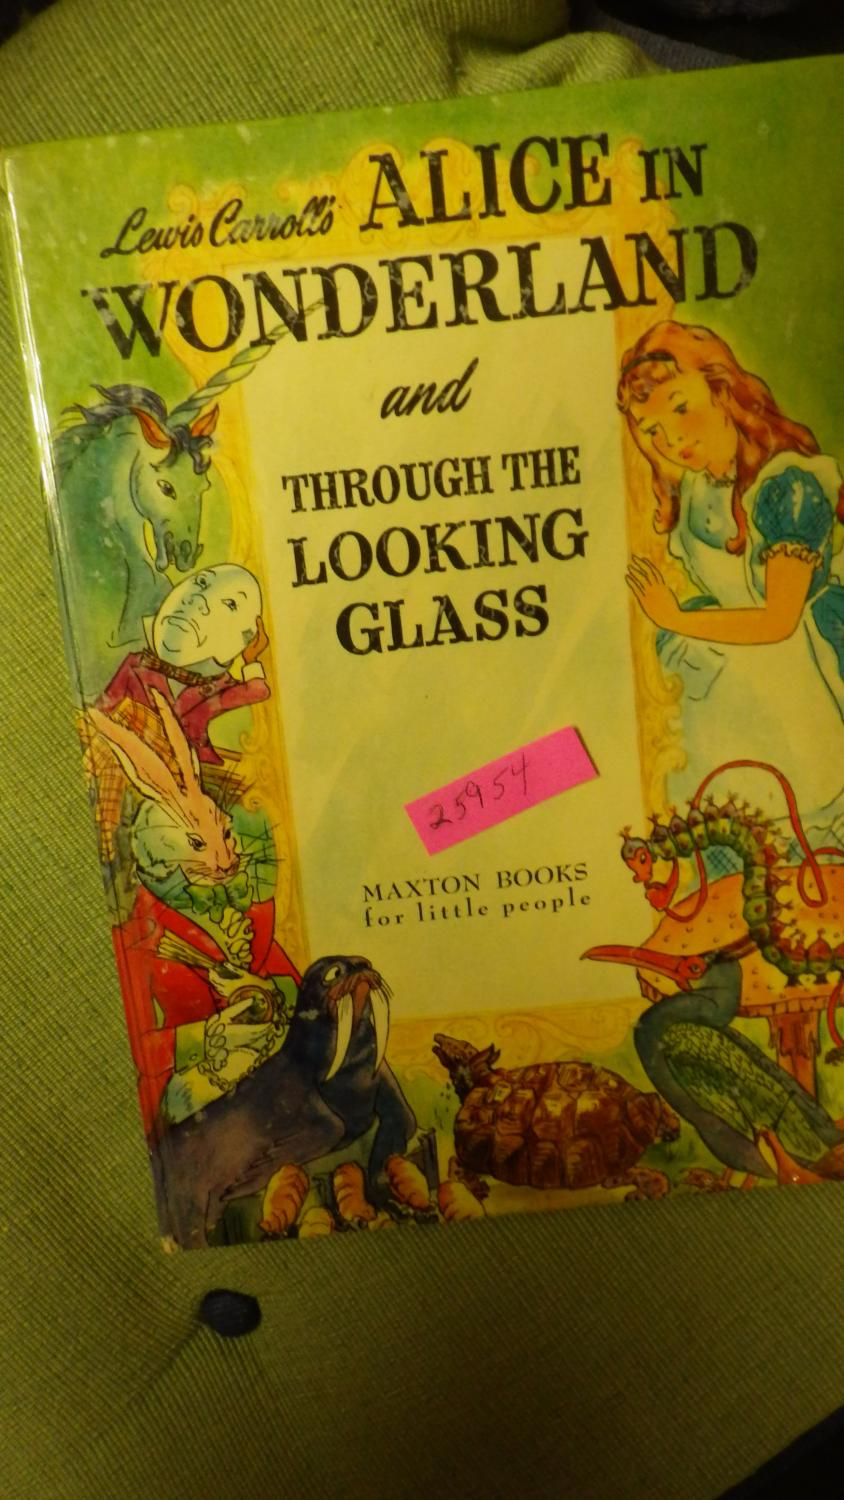 Lewis Carroll's ALICE IN
WONDERLAND
and
THROUGH THE
LOOKING
GLASS
25954
MAXTON BOOKS
for little people